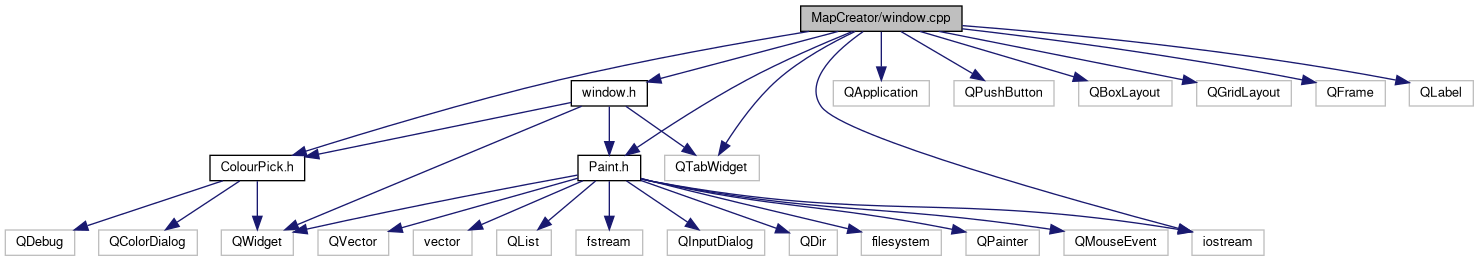 MapCreator/window.cpp
window.h
QApplication
QPushButton
QBoxLayout
QGridLayout
QFrame
QLabel
ColourPick.h
Paint.h
QTabWidget
QDebug
QColorDialog
QWidget
QVector
vector
QList
fstream
QInputDialog
QDir
filesystem
QPainter
QMouseEvent
iostream